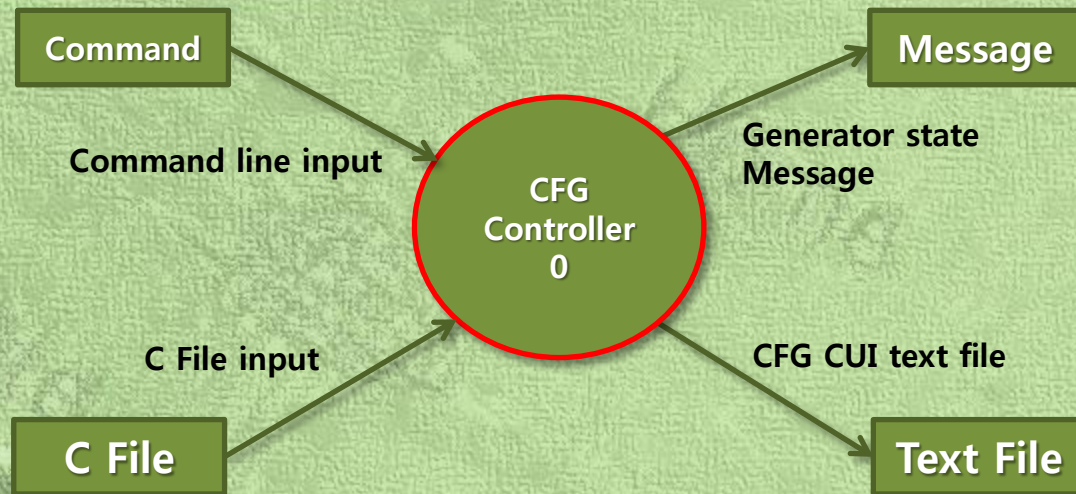 Command
Message
Command line input
Generator state
Message
CFG
Controller
0
C File input
CFG CUI text file
C File
Text File